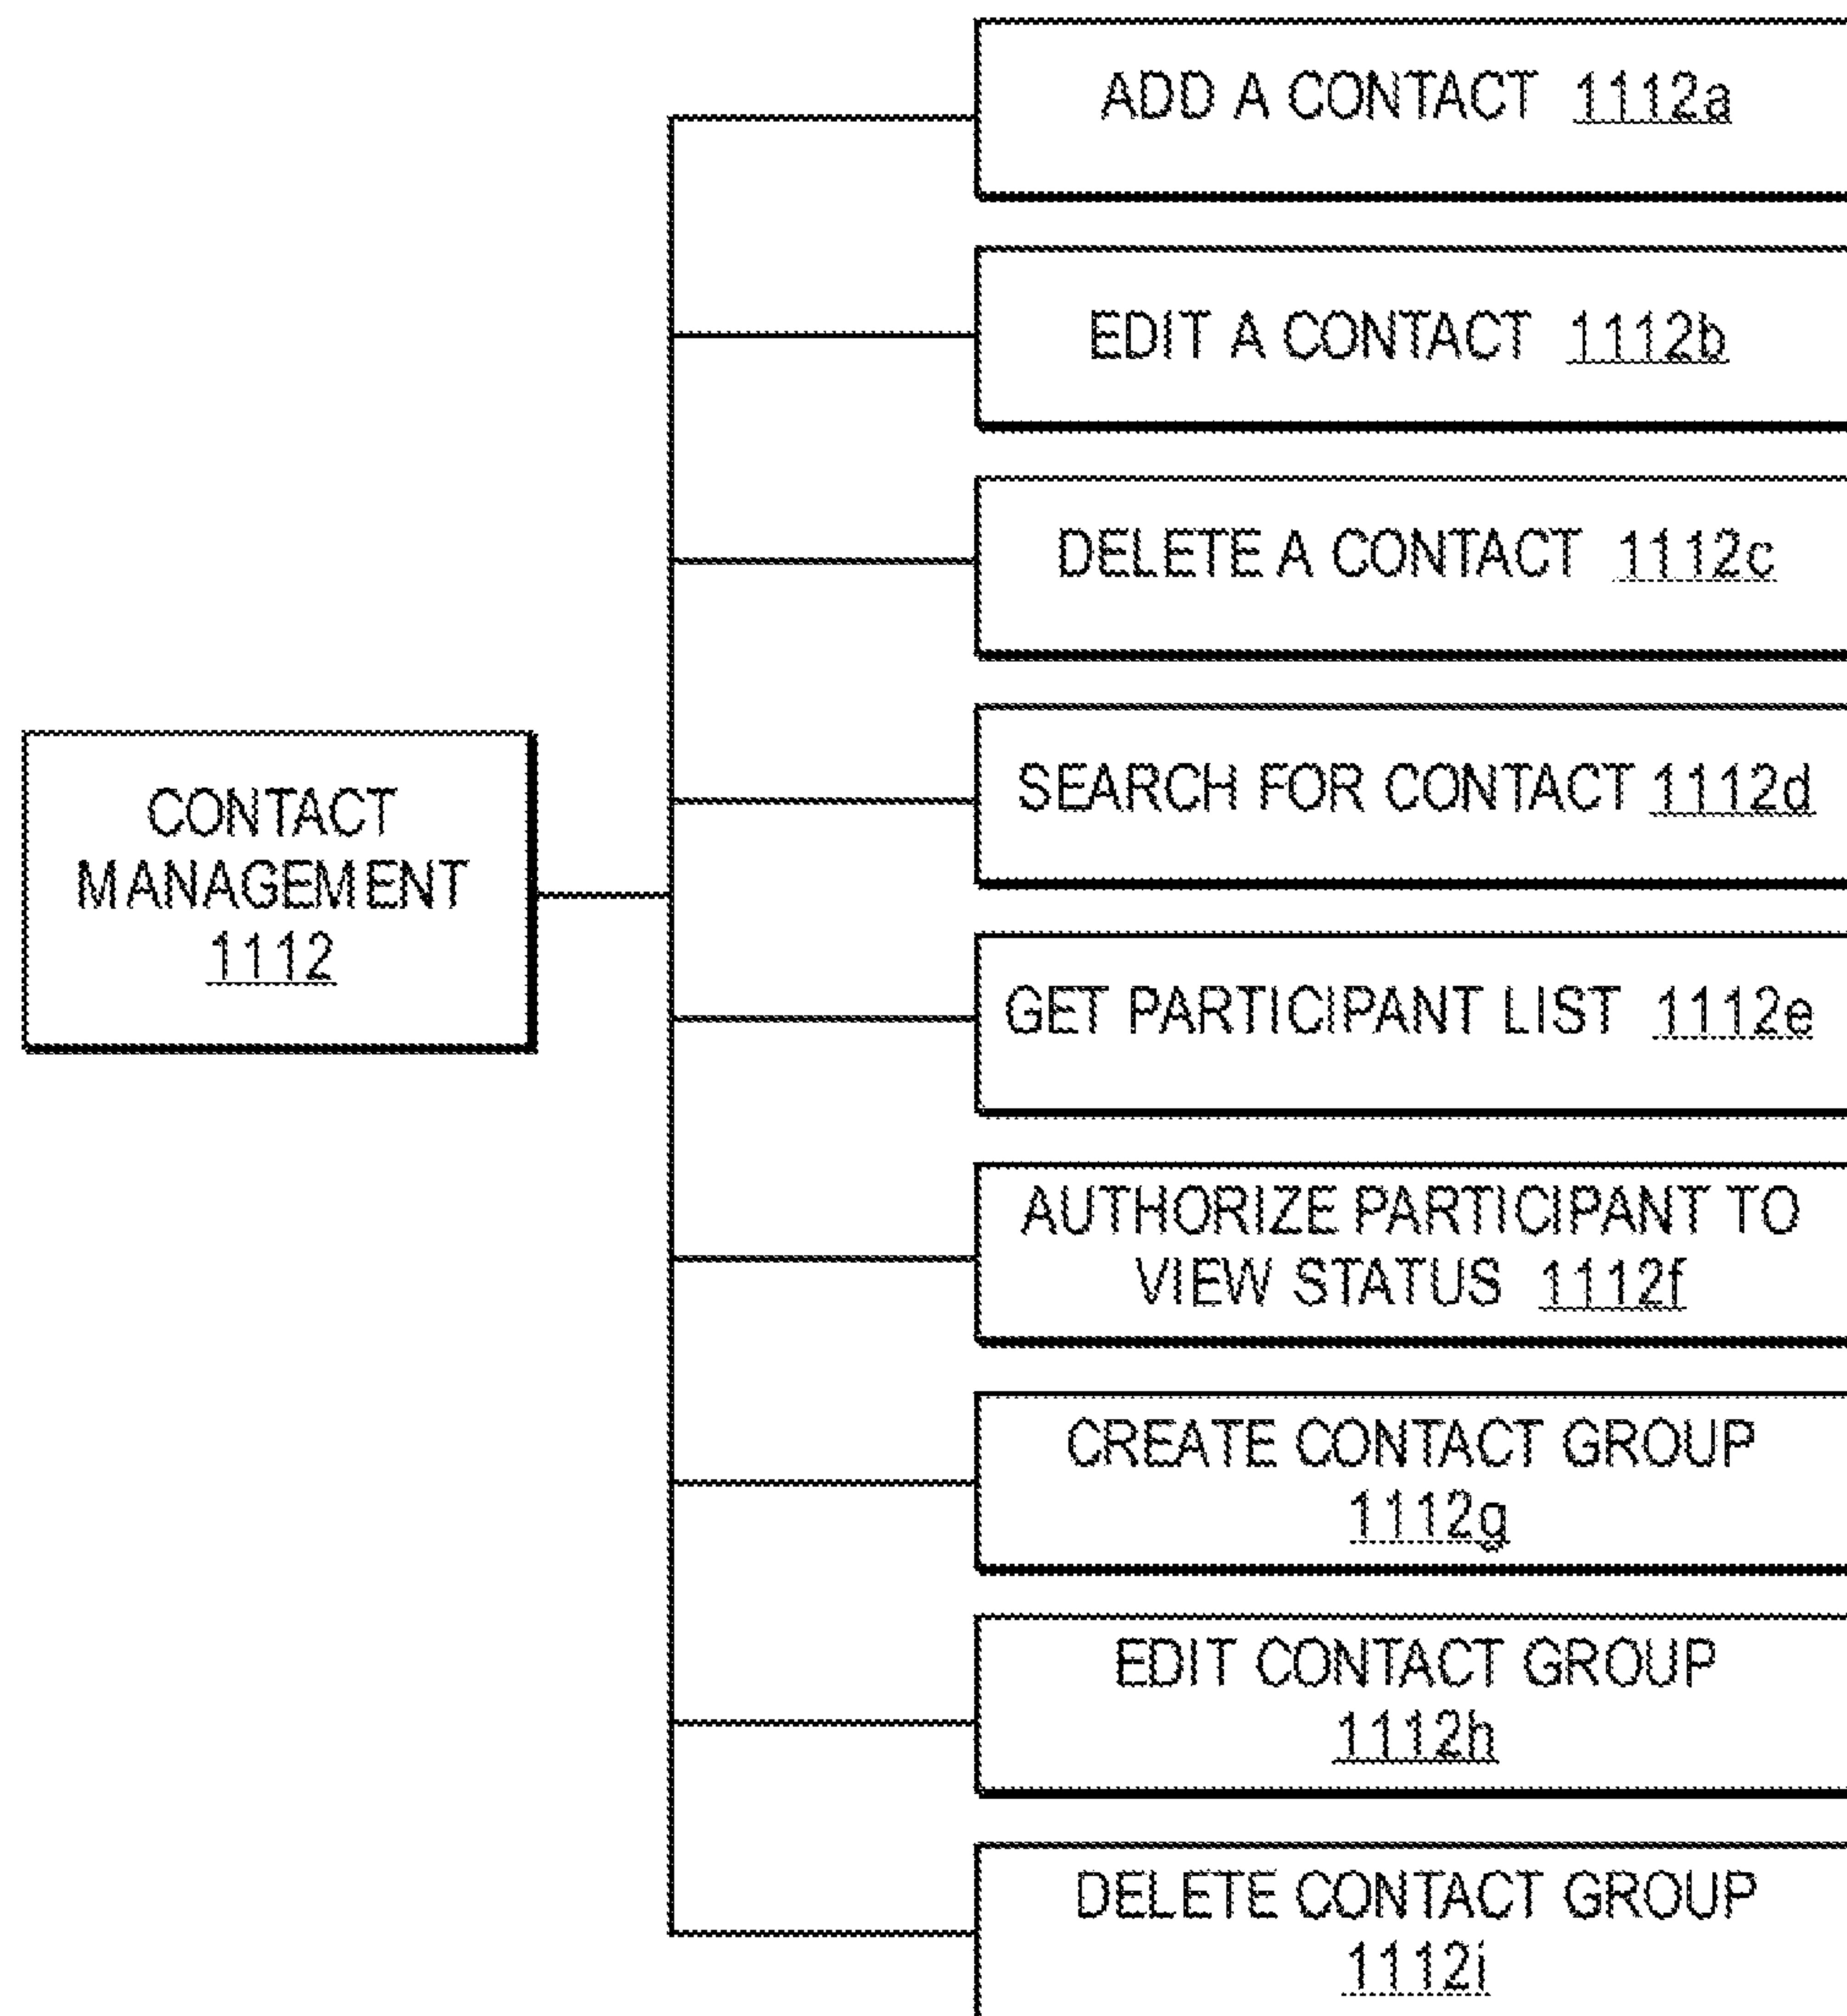 ADD A CONTACT 1112a
EDIT A CONTACT 1112b
DELETE A CONTACT 1112c
SEARCH FOR CONTACT 1112d
CONTACT
MANAGEMENT
1112
GET PARTICIPANT LIST 1112e
AUTHORIZE PARTICIPANT TO
VIEW STATUS 1112f
CREATE CONTACT GROUP
1112g
EDIT CONTACT GROUP
1112h
DELETE CONTACT GROUP
1112i